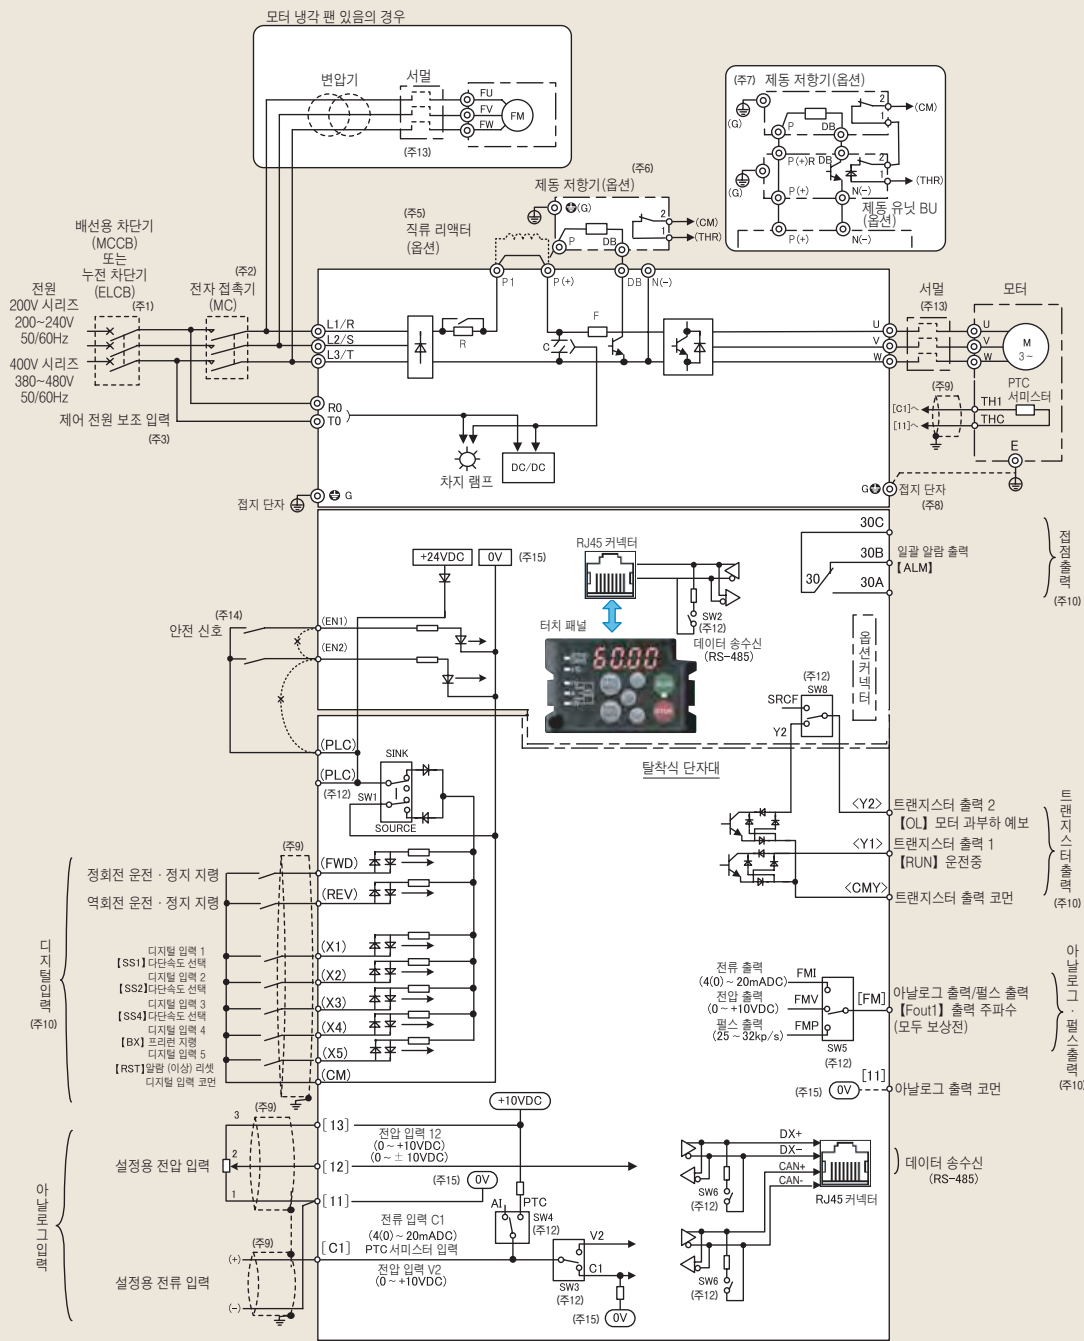 모터 냉각 팬 있음의 경우
변압기
서멀
FU
FV
FW
FM
(주13)
(주7)
제동 저항기(옵션)
(G)
P
DB
2
1
(CM)
P(+)R
DB
2
1
(THR)
(G)
P(+)
N(-)
제동 유닛 BU
(옵션)
P(+)
N(-)
(주6)
제동 저항기(옵션)
(G)
P
DB
2
1
(CM)
(THR)
(주5)
직류 리액터
(옵션)
P1
P(+)
DB
N(-)
배선용 차단기
(MCCB)
또는
누전 차단기
(ELCB)
(주1)
(주2)
전자 접촉기
(MC)
전원
200V 시리즈
200~240V
50/60Hz
400V 시리즈
380~480V
50/60Hz
L1/R
L2/S
L3/T
R
F
C
U
V
W
서멀
(주13)
모터
U
V
W
M
3~
(주9)
PTC
서미스터
[C1]へ
[11]へ
TH1
THC
E
R0
T0
제어 전원 보조 입력
(주3)
차지 램프
DC/DC
접지 단자
G
G
접지 단자
(주8)
+24VDC
0V
(주15)
RJ45 커넥터
SW2
(주12)
데이터 송수신
(RS-485)
터치 패널
60.00
STOP
30C
30B
30A
30
일괄 알람 출력
【ALM】
접점출력
(주10)
옵션커넥터
(주14)
안전 신호
(EN1)
(EN2)
(PLC)
(PLC)
(주12)
SINK
SW1
SOURCE
(주12)
SW8
SRCF
Y2
탈착식 단자대
<Y2>
트랜지스터 출력 2
【OL】모터 과부하 예보
<Y1>
트랜지스터 출력 1
【RUN】운전중
<CMY>
트랜지스터 출력 코먼
트랜지스터출력
(주10)
(주9)
정회전 운전 · 정지 지령
(FWD)
역회전 운전 · 정지 지령
(REV)
디지털입력
(주10)
디지털 입력 1
【SS1】다단속도 선택
(X1)
디지털 입력 2
【SS2】다단속도 선택
(X2)
디지털 입력 3
【SS4】다단속도 선택
(X3)
디지털 입력 4
【BX】프리런 지령
(X4)
디지털 입력 5
【RST】알람 (이상) 리셋
(X5)
디지털 입력 코먼
(CM)
전류 출력
(4(0)~20mADC)
FMI
전압 출력
(0~+10VDC)
FMV
펄스 출력
(25~32kp/s)
FMP
SW5
(주12)
[FM]
아날로그 출력/펄스 출력
【Fout1】출력 주파수
(모두 보상전)
아날로그 · 펄스출력
(주10)
[11]
(주15)
0V
아날로그 출력 코먼
+10VDC
(주9)
3
2
1
설정용 전압 입력
[13]
전압 입력 12
(0~+10VDC)
(0~±10VDC)
[12]
(주15)
0V
[11]
아날로그입력
AI
PTC
SW4
(주12)
전류 입력 C1
(4(0)~20mADC)
PTC 서미스터 입력
[C1]
전압 입력 V2
(0~+10VDC)
(주9)
(+)
설정용 전류 입력
(-)
V2
C1
SW3
(주12)
(주15)
0V
DX+
DX-
CAN+
CAN-
SW6
(주12)
RJ45 커넥터
데이터 송수신
(RS-485)
SW6
(주12)